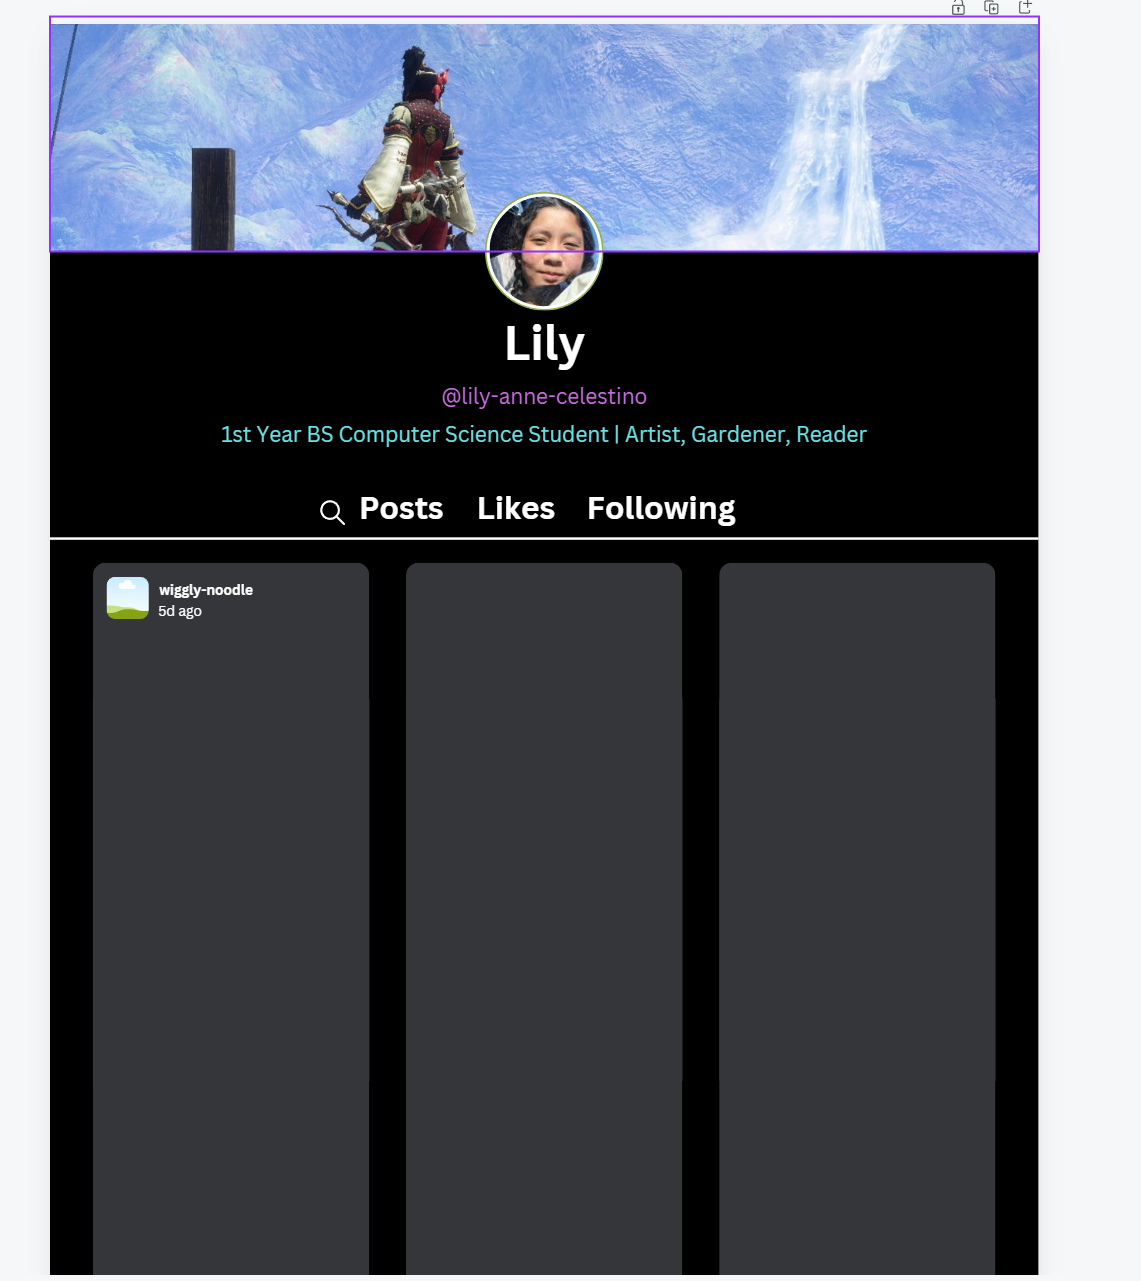 Lily
@lily-anne-celestino
1st Year BS Computer Science Student | Artist, Gardener, Reader
Posts Likes Following
wiggly-noodle
5d ago